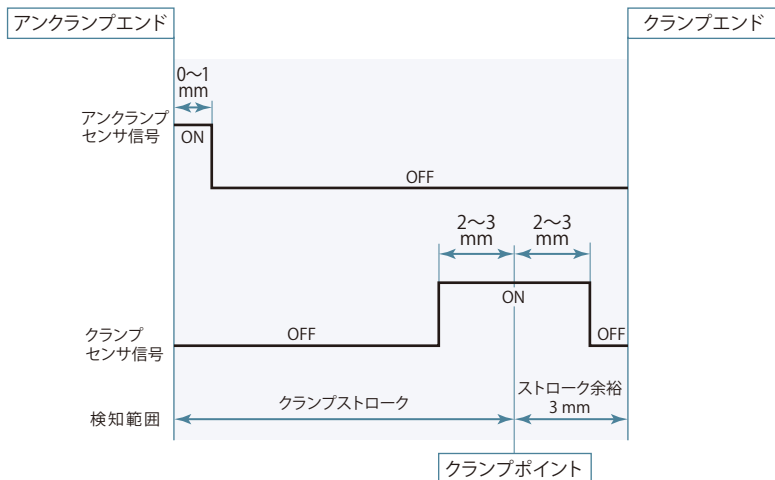 アンクランプエンド
クランプエンド
0〜1
mm
アンクランプ
センサ信号
ON
OFF
2〜3
mm
2〜3
mm
ON
クランプ
センサ信号
OFF
OFF
検知範囲
クランプストローク
ストローク余裕
3 mm
クランプポイント